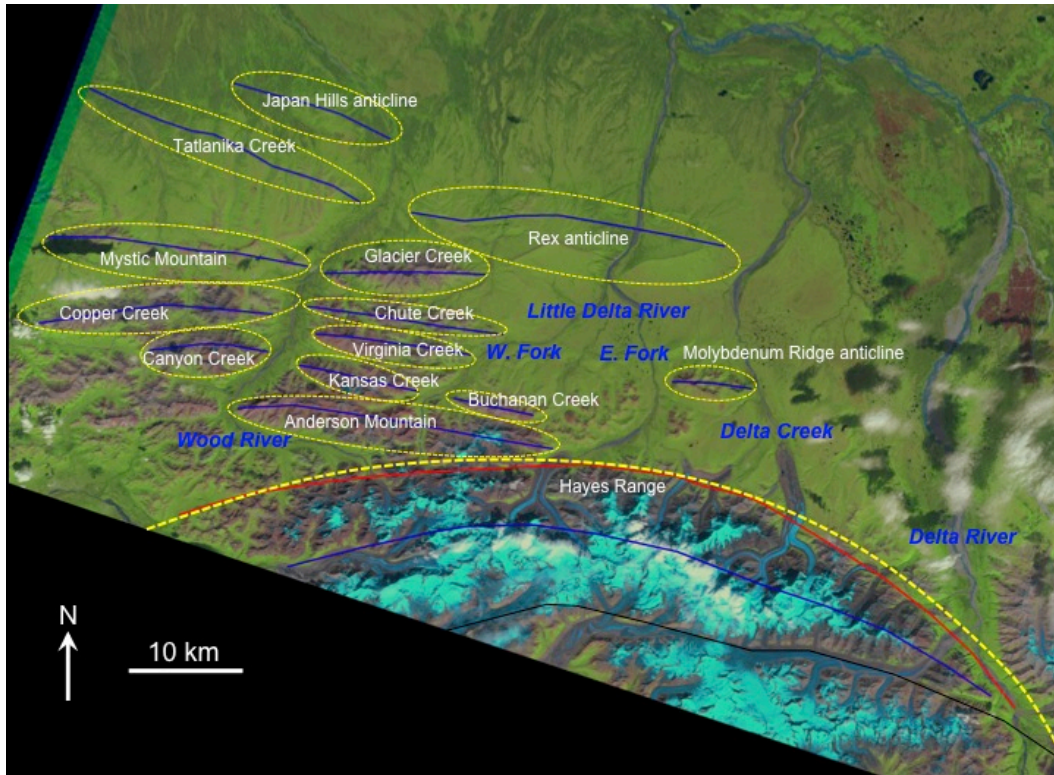 Japan Hills anticline
Tatlanika Creek
Rex anticline
Glacier Creek
Mystic Mountain
Little Delta River
Copper Creek
Chute Creek
Virginia Creek
W. Fork
E. Fork
Molybdenum Ridge anticline
Canyon Creek
Kansas Creek
Buchanan Creek
Anderson Mountain
Wood River
Delta Creek
Hayes Range
Delta River
N
10 km